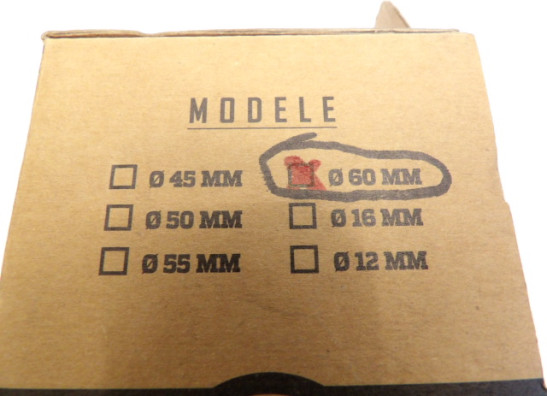 MODELE
Ø 45 MM Ø 60 MM
Ø 50 MM Ø 16 MM
Ø 55 MM Ø 12 MM